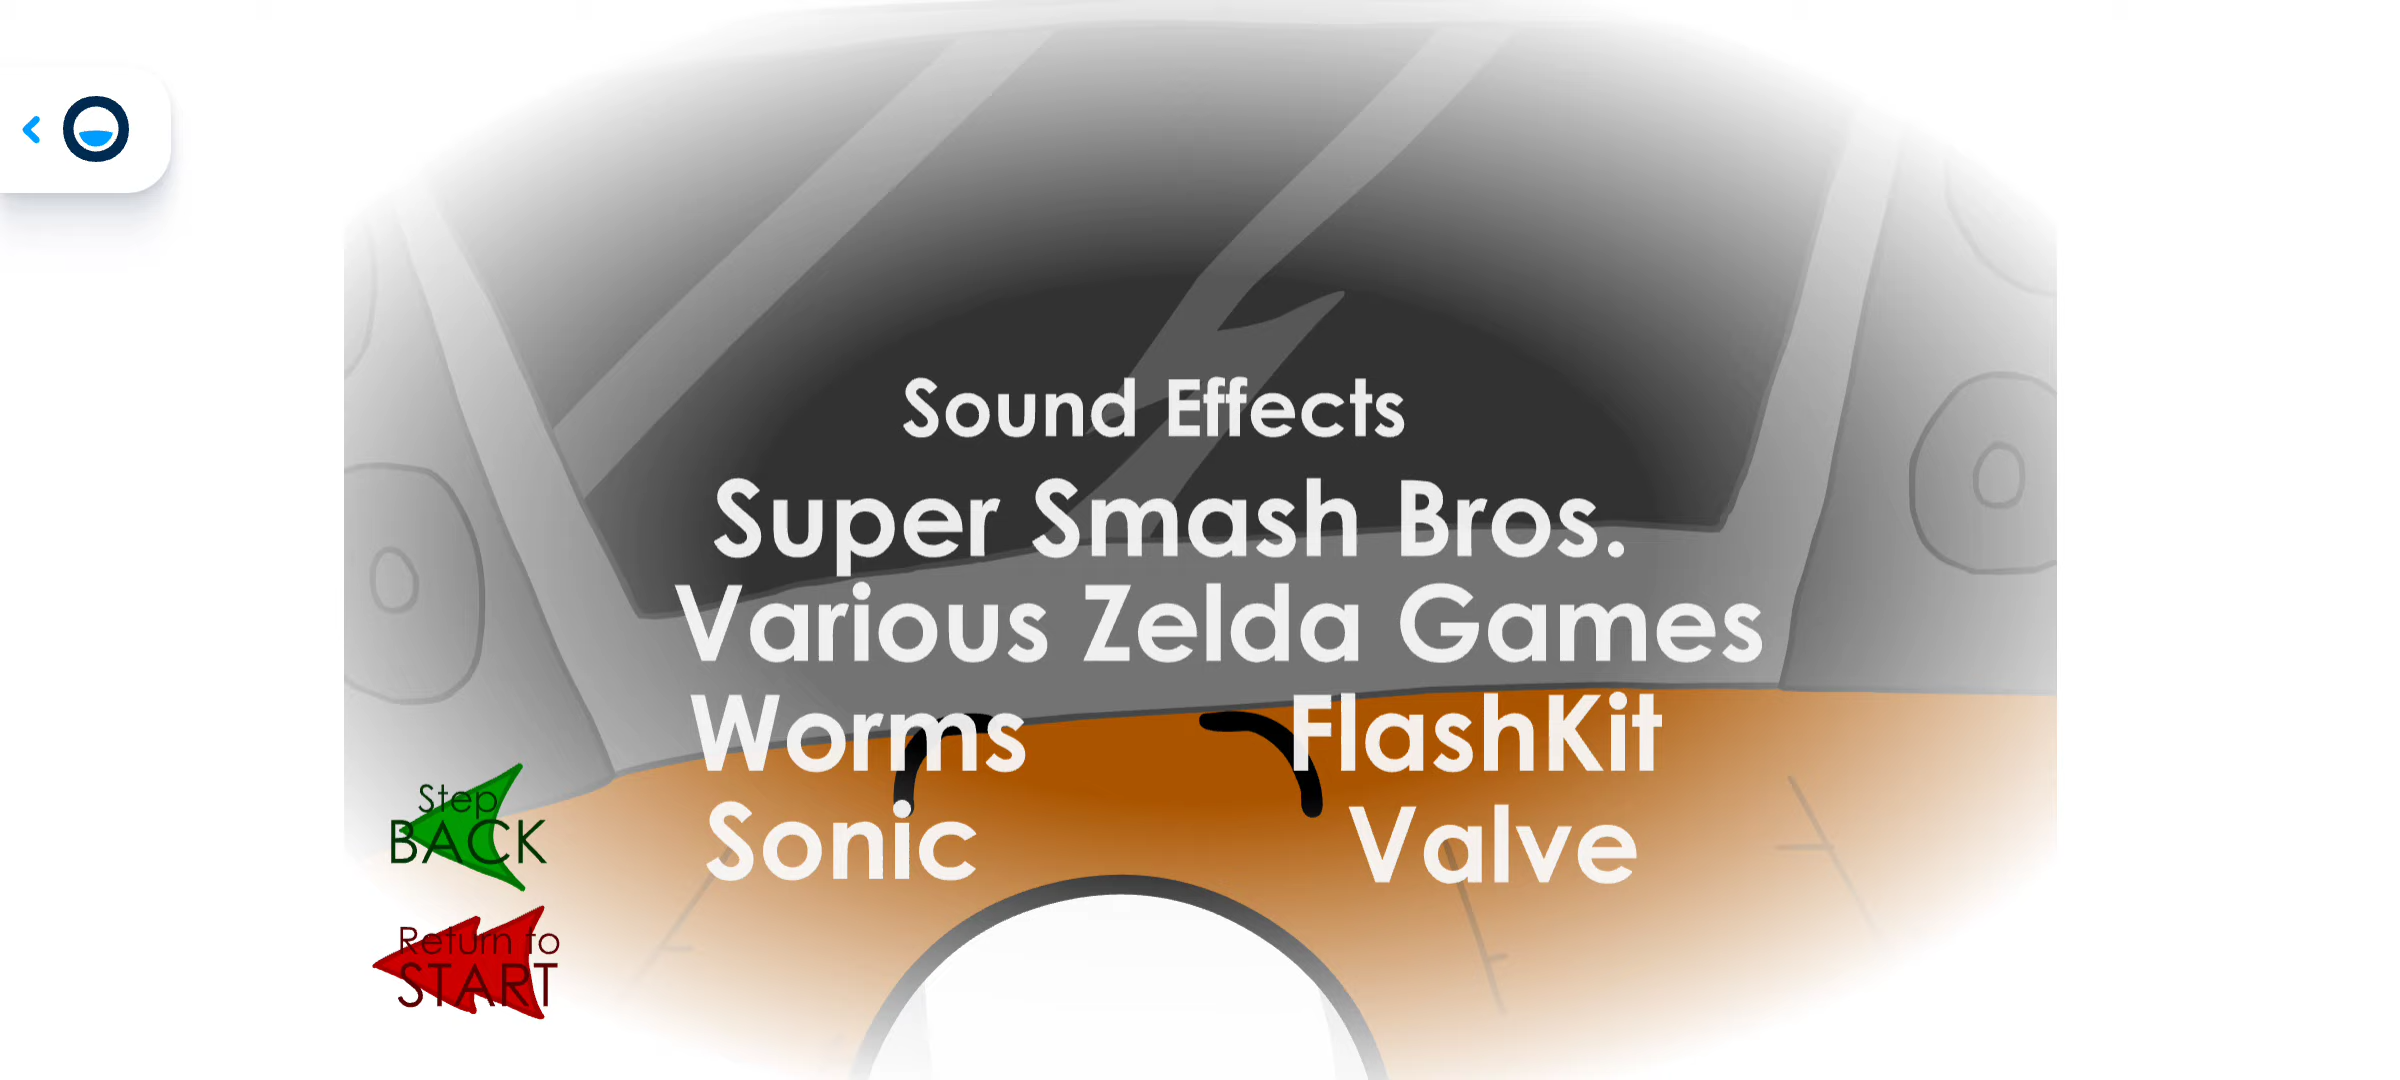 Sound Effects
Super Smash Bros.
Various Zelda Games
Worms FlashKit
Sonic Valve
Step
BACK
Return to
START